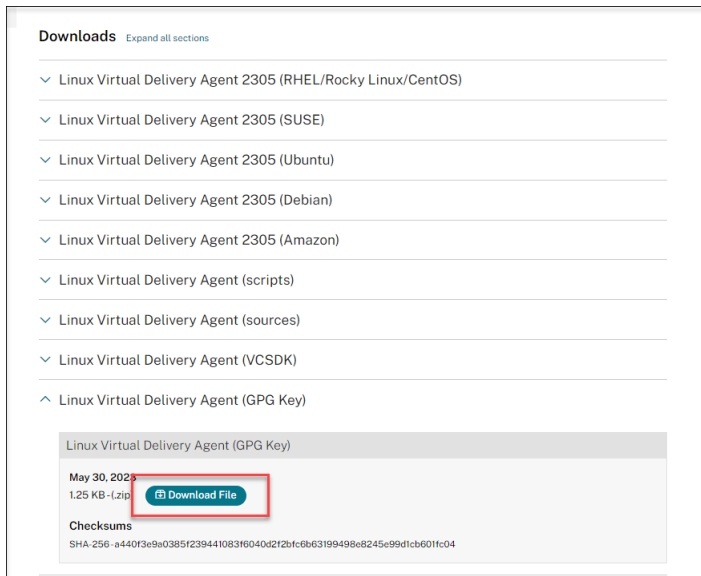 Downloads Expand all sections
Linux Virtual Delivery Agent 2305 (RHEL/Rocky Linux/CentOS)
Linux Virtual Delivery Agent 2305 (SUSE)
Linux Virtual Delivery Agent 2305 (Ubuntu)
Linux Virtual Delivery Agent 2305 (Debian)
Linux Virtual Delivery Agent 2305 (Amazon)
Linux Virtual Delivery Agent (scripts)
Linux Virtual Delivery Agent (sources)
Linux Virtual Delivery Agent (VCSDK)
Linux Virtual Delivery Agent (GPG Key)
Linux Virtual Delivery Agent (GPG Key)
May 30, 2023
1.25 KB - (.zip) Download File
Checksums
SHA-256 - a440f3e9a0385f239441083f6040d2f2bfc6b63199498e8245e99d1cb601fc04